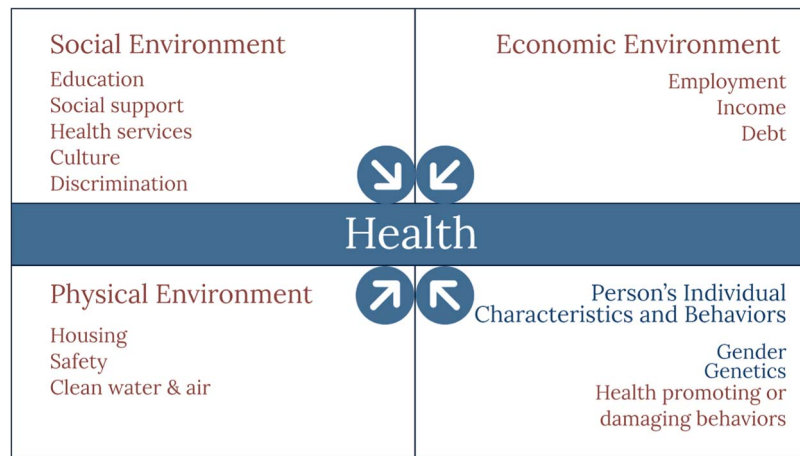 Social Environment
Education
Social support
Health services
Culture
Discrimination
Economic Environment
Employment
Income
Debt
Health
Physical Environment
Housing
Safety
Clean water & air
Person’s Individual
Characteristics and Behaviors
Gender
Genetics
Health promoting or
damaging behaviors